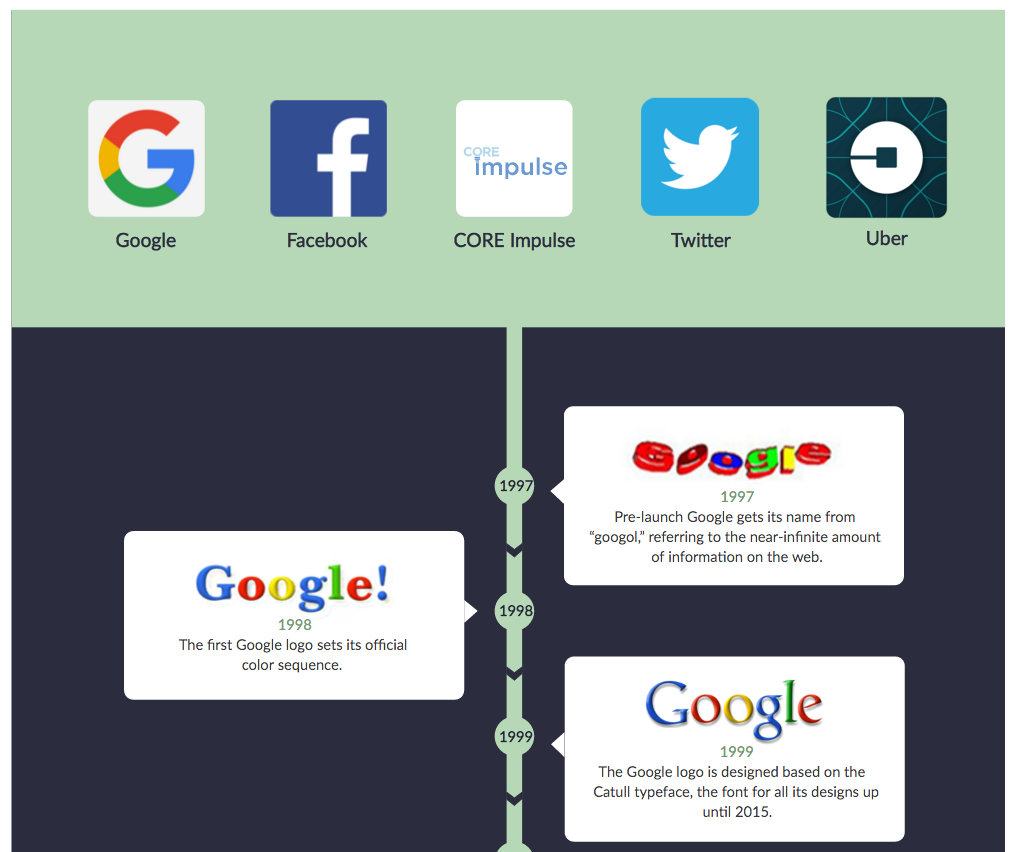 CORE
impulse
Google
Facebook
CORE Impulse
Twitter
Uber
1997
Google
1997
Pre-launch Google gets its name from
“googol,” referring to the near-infinite amount
of information on the web.
Google!
1998
The first Google logo sets its official
color sequence.
1998
1999
Google
1999
The Google logo is designed based on the
Catull typeface, the font for all its designs up
until 2015.